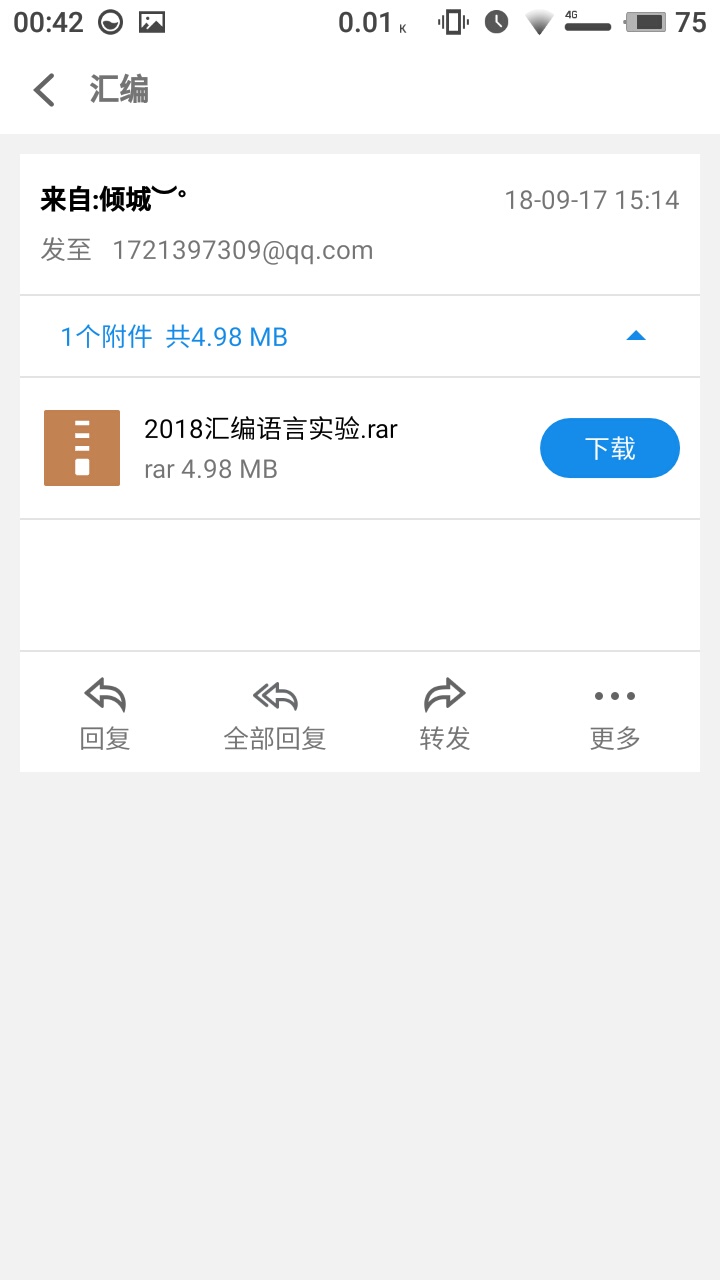 00:42 0.01 K 4G 75
汇编
来自:倾城︶° 18-09-17 15:14
发至 1721397309@qq.com
1个附件 共4.98 MB
2018汇编语言实验.rar
rar 4.98 MB
下载
回复 全部回复 转发 更多